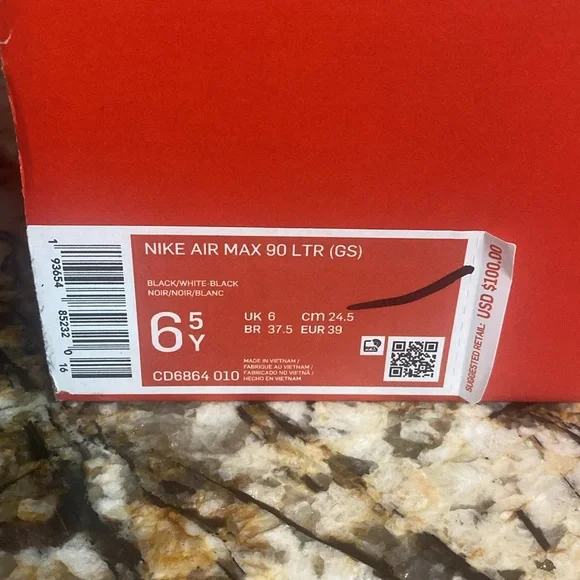 NIKE AIR MAX 90 LTR (GS)
BLACK/WHITE-BLACK
NOIR/NOIR/BLANC
6 5 Y
UK 6 cm 24.5
BR 37.5 EUR 39
MADE IN VIETNAM /
FABRIQUE AU VIETNAM /
FABRICADO NO VIETNÃ /
HECHO EN VIETNAM
CD6864 010
1 93654 85232 0 16
SUGGESTED RETAIL: USD $100.00